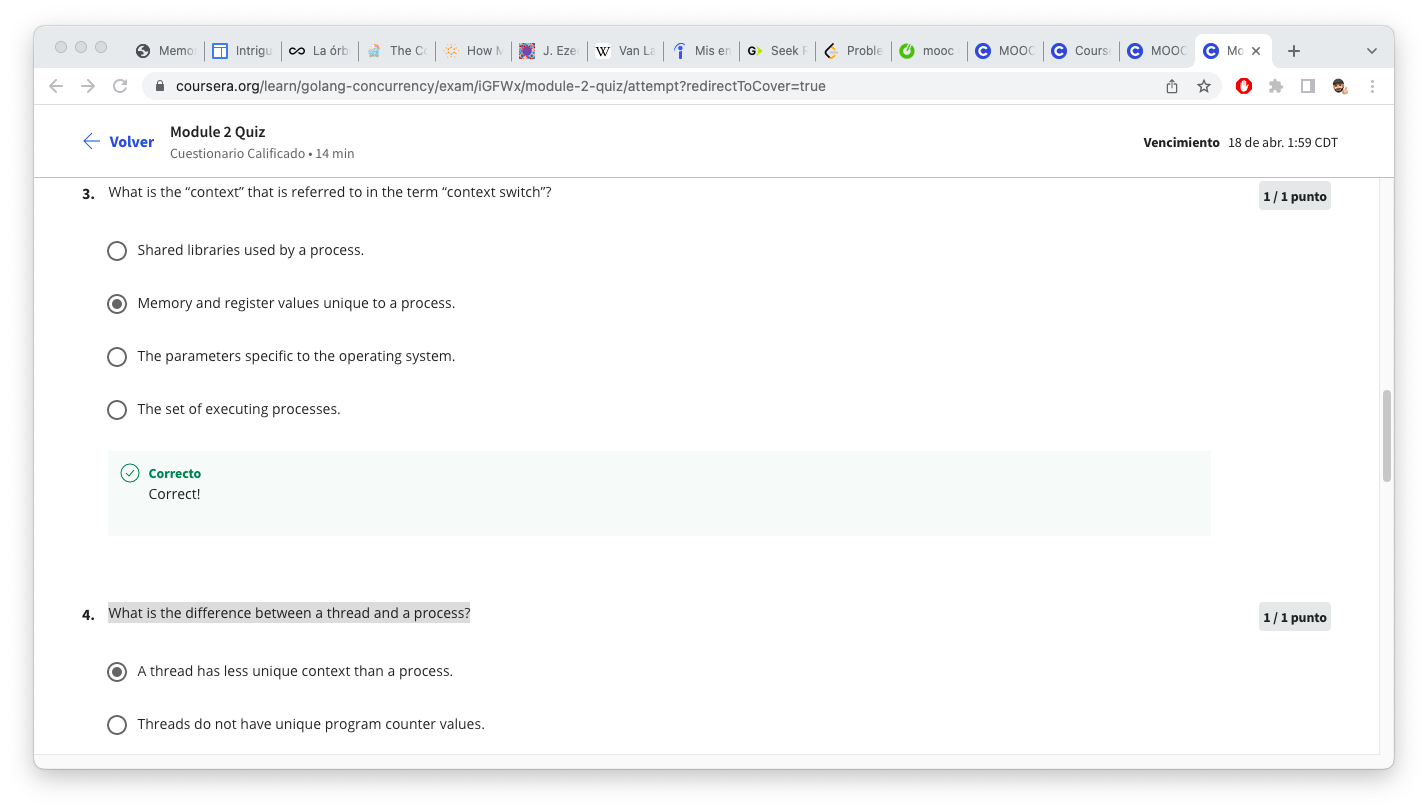 Memo
Intrigu
La órb
The Co
How M
J. Eze
W Van La
Mis en
G Seek F
Proble
mooc
MOOC
Cours
MOOC
Mo
coursera.org/learn/golang-concurrency/exam/iGFWx/module-2-quiz/attempt?redirectToCover=true
Volver
Module 2 Quiz
Cuestionario Calificado • 14 min
Vencimiento 18 de abr. 1:59 CDT
3. What is the “context” that is referred to in the term “context switch”?
1 / 1 punto
Shared libraries used by a process.
Memory and register values unique to a process.
The parameters specific to the operating system.
The set of executing processes.
Correcto
Correct!
4. What is the difference between a thread and a process?
1 / 1 punto
A thread has less unique context than a process.
Threads do not have unique program counter values.